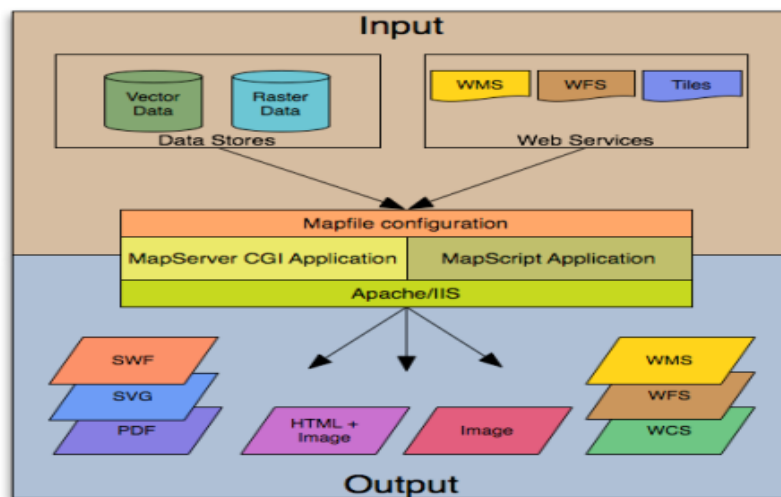 Input
Vector
Data
Raster
Data
Data Stores
WMS
WFS
Tiles
Web Services
Mapfile configuration
MapServer CGI Application
MapScript Application
Apache/IIS
SWF
SVG
PDF
HTML +
Image
Image
WMS
WFS
WCS
Output